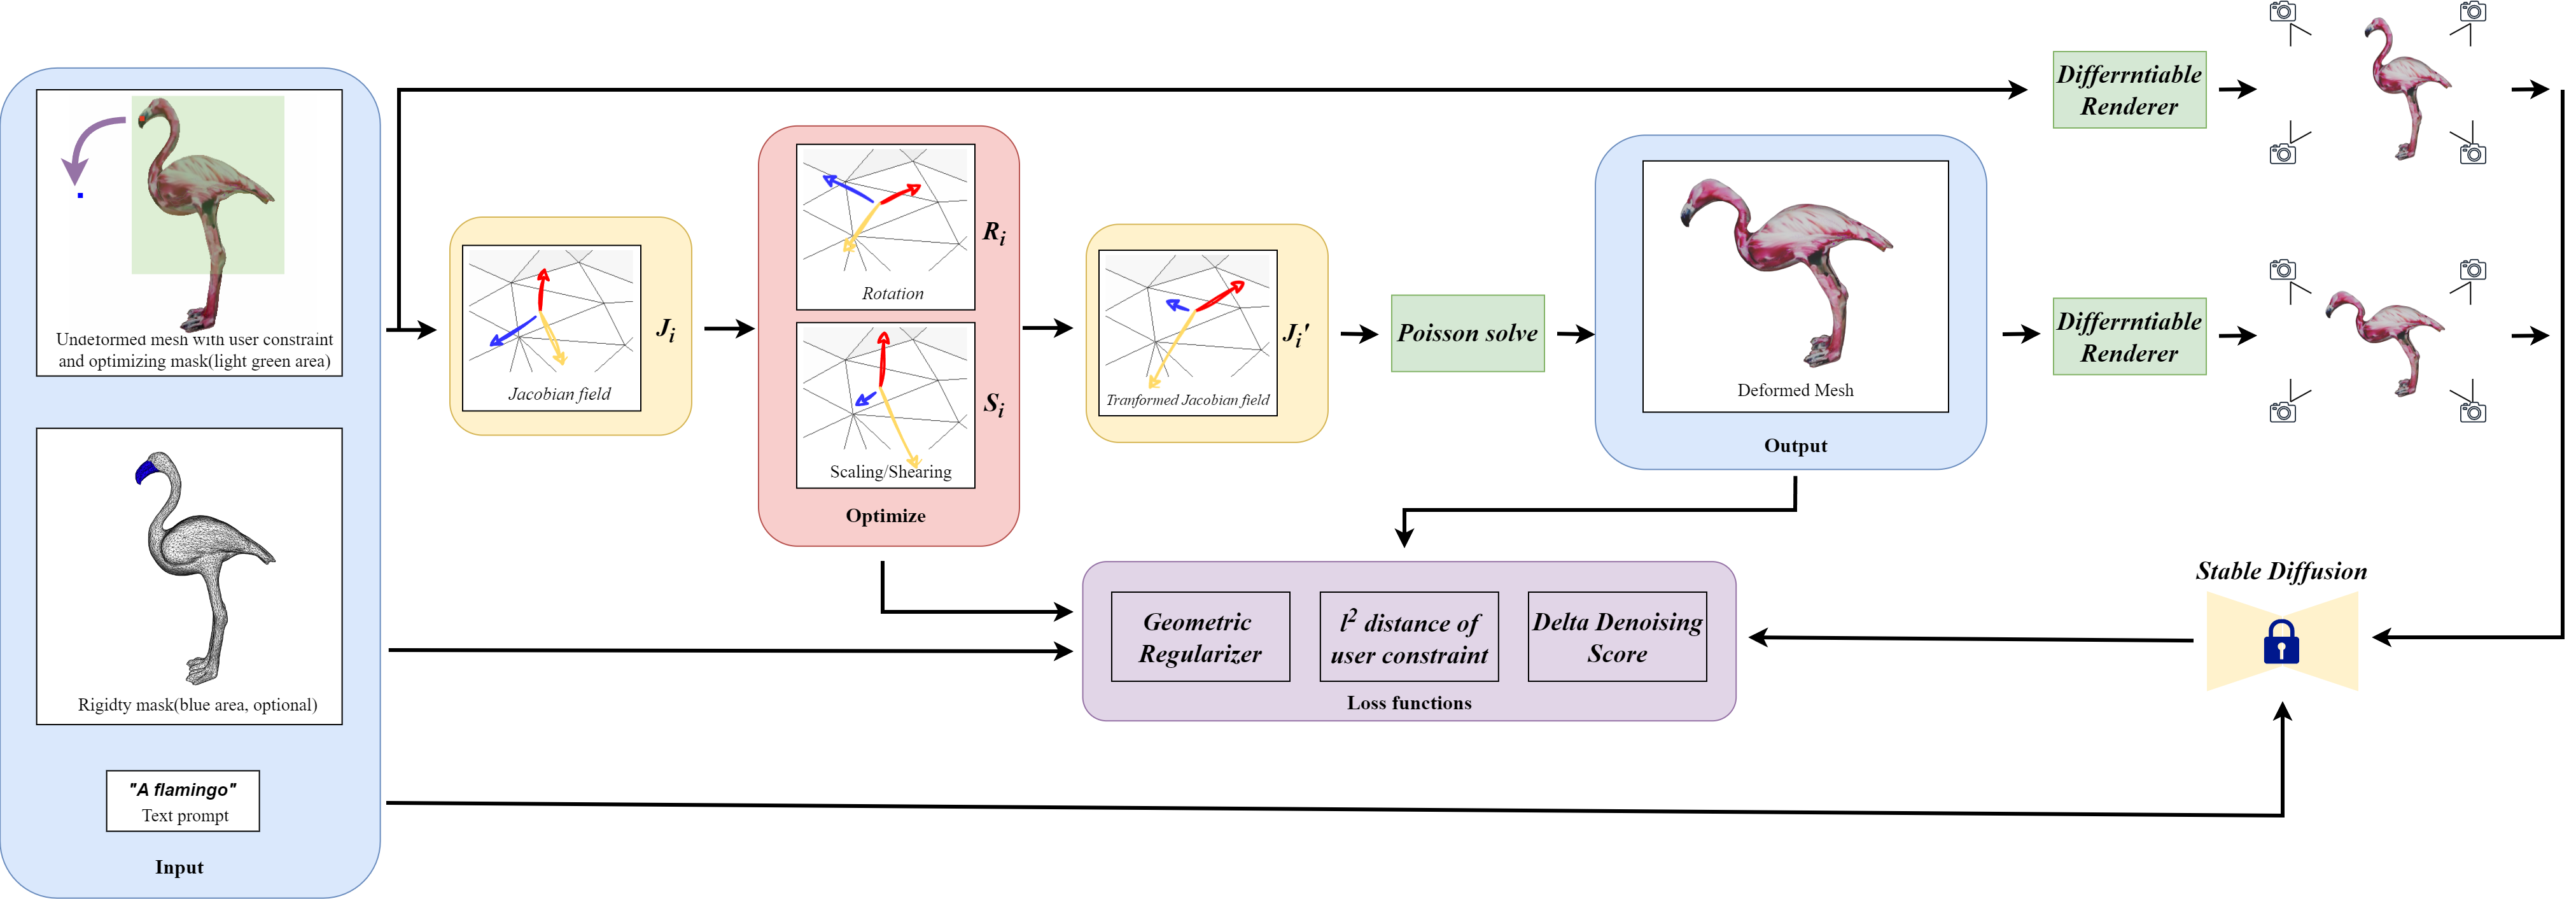 Undeformed mesh with user constraint
and optimizing mask(light green area)
Rigidty mask(blue area, optional)
"A flamingo"
Text prompt
Input
Jacobian field
J_i
Rotation
R_i
Scaling/Shearing
S_i
Optimize
Tranformed Jacobian field
J_i'
Poisson solve
Deformed Mesh
Output
Differrntiable
Renderer
Differrntiable
Renderer
Geometric
Regularizer
l² distance of
user constraint
Delta Denoising
Score
Loss functions
Stable Diffusion